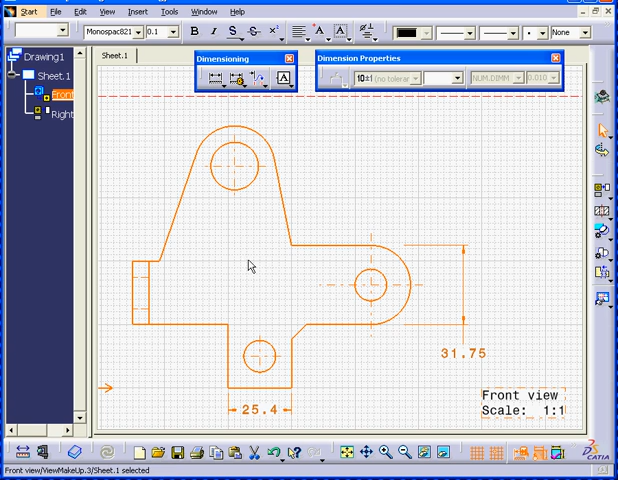 Start File Edit View Insert Tools Window Help
Monospac821 0.1 B I S S None
Drawing1
Sheet.1
Front
Right
Sheet.1
Dimensioning
Dimension Properties
10±1 (no toleran NUM.DIMM 0.010
31.75
25.4
Front view
Scale: 1:1
CATIA
Front view/ViewMakeUp.3/Sheet.1 selected